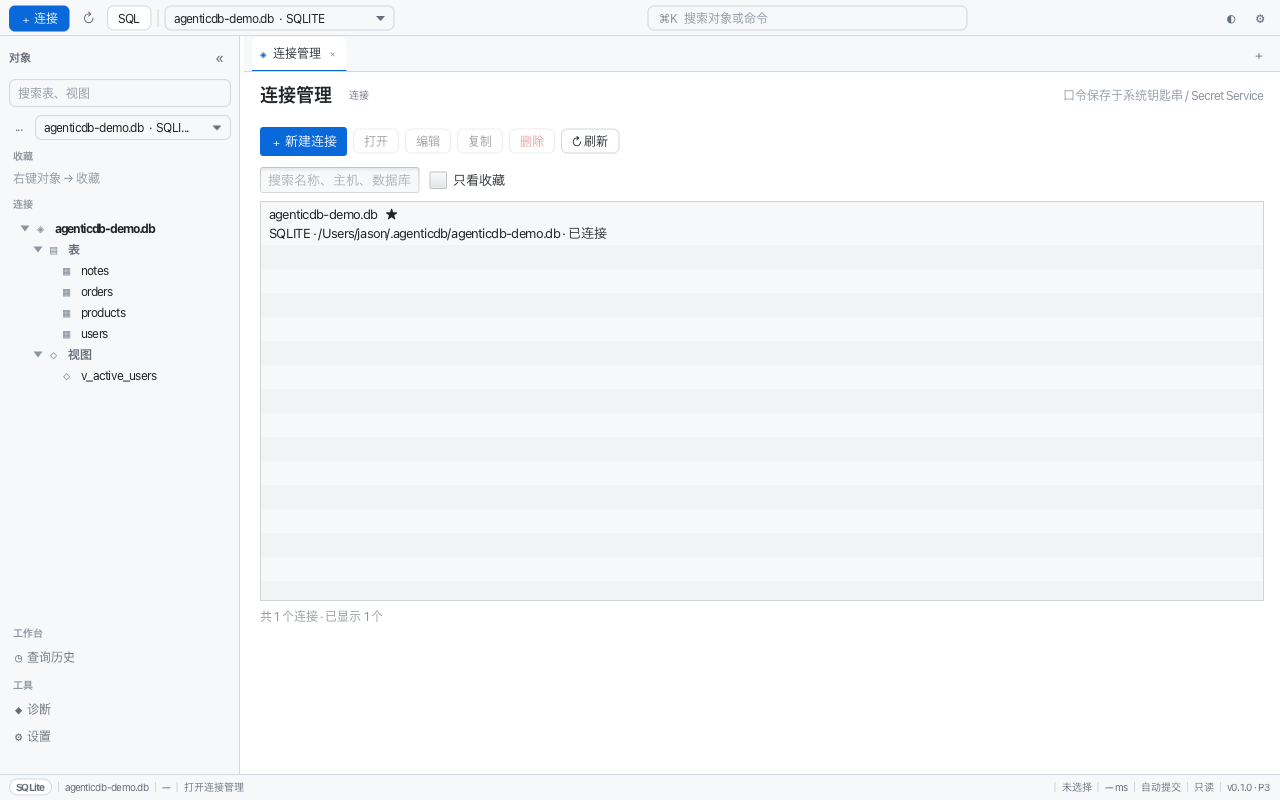 + 连接
SQL
agenticdb-demo.db · SQLITE
⌘K 搜索对象或命令
对象
«
搜索表、视图
... agenticdb-demo.db · SQLI...
收藏
右键对象 → 收藏
连接
agenticdb-demo.db
表
notes
orders
products
users
视图
v_active_users
工作台
查询历史
工具
诊断
设置
连接管理 ×
+
连接管理 连接
口令保存于系统钥匙串 / Secret Service
+ 新建连接 打开 编辑 复制 删除 刷新
搜索名称、主机、数据库 只看收藏
agenticdb-demo.db ★
SQLITE · /Users/jason/.agenticdb/agenticdb-demo.db · 已连接
共 1 个连接 · 已显示 1 个
SQLite agenticdb-demo.db — 打开连接管理
未选择 — ms 自动提交 只读 v0.1.0 · P3